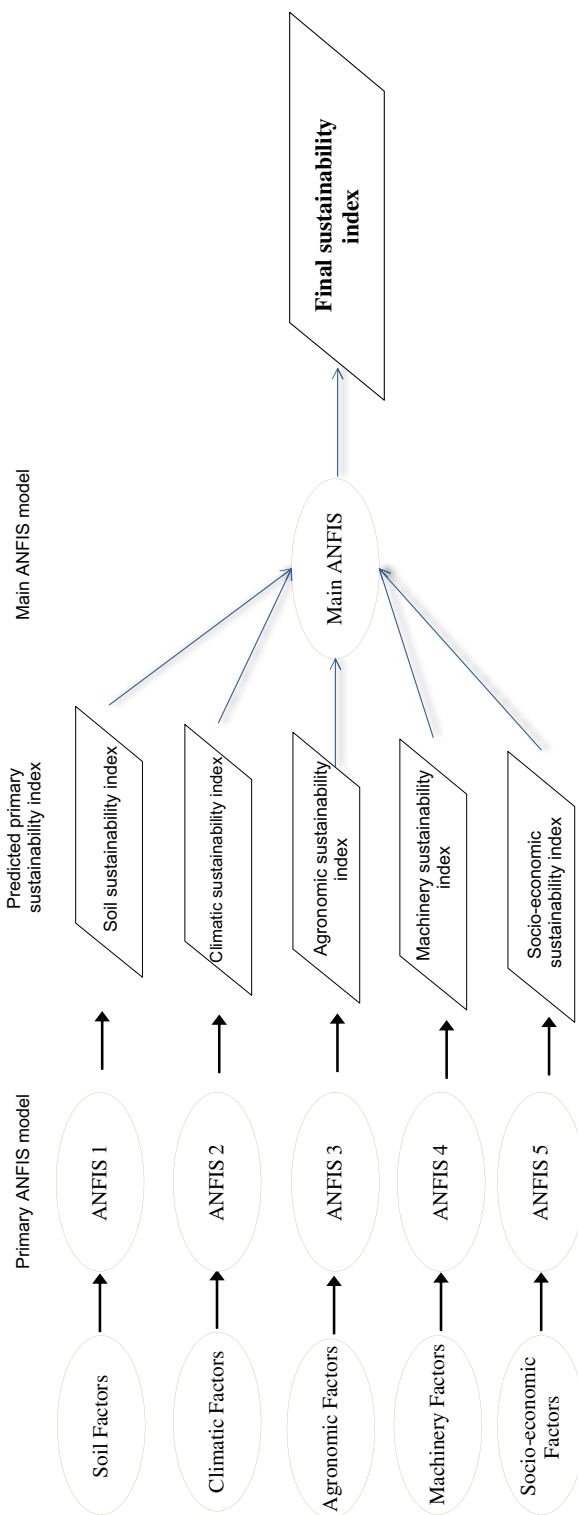 Primary ANFIS model
Predicted primary
sustainability index
Main ANFIS model
Soil Factors
ANFIS 1
Soil sustainability index
Climatic Factors
ANFIS 2
Climatic sustainability index
Agronomic Factors
ANFIS 3
Agronomic sustainability
index
Main ANFIS
Final sustainability
index
Machinery Factors
ANFIS 4
Machinery sustainability
index
Socio-economic
Factors
ANFIS 5
Socio-economic
sustainability index